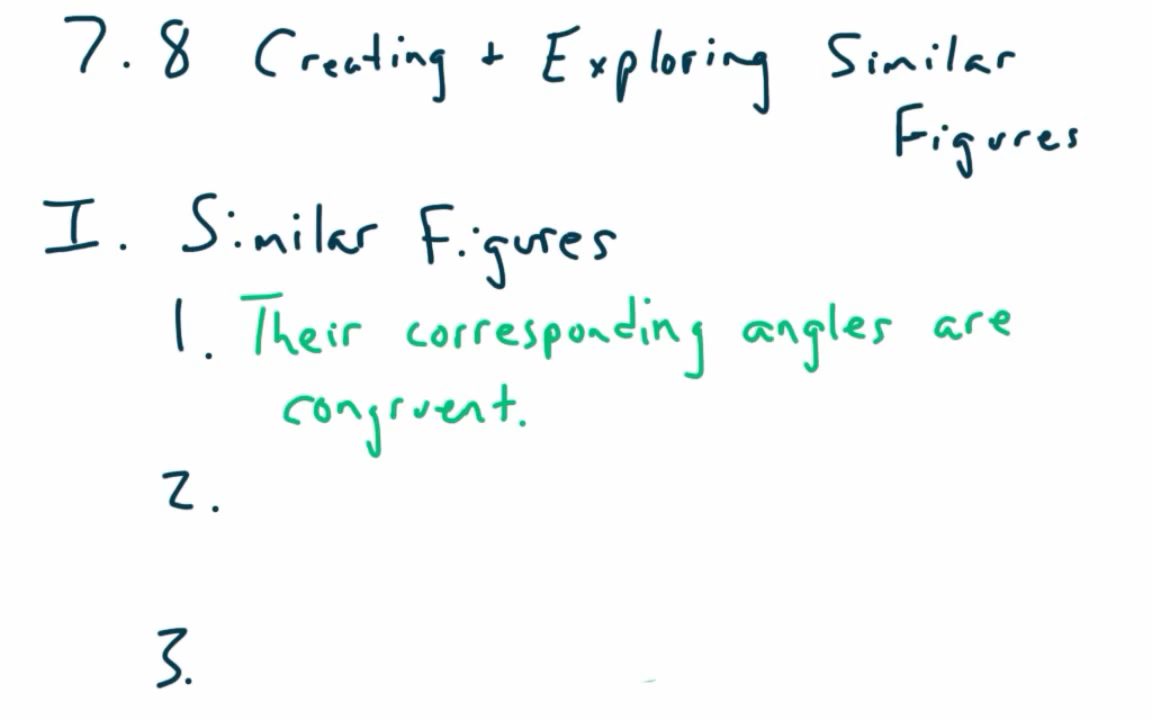 7.8 Creating + Exploring Similar
Figures
I. Similar Figures
1. Their corresponding angles are
congruent.
2.
3.